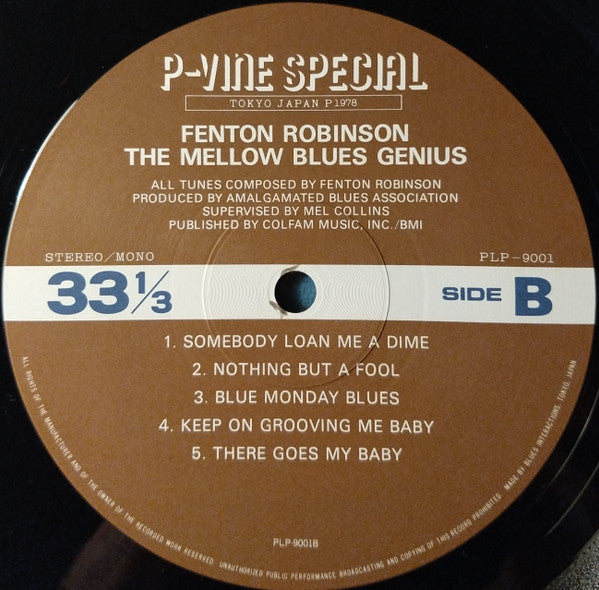 P-VINE SPECIAL
TOKYO JAPAN P1978
FENTON ROBINSON
THE MELLOW BLUES GENIUS
ALL TUNES COMPOSED BY FENTON ROBINSON
PRODUCED BY AMALGAMATED BLUES ASSOCIATION
SUPERVISED BY MEL COLLINS
PUBLISHED BY COLFAM MUSIC, INC./BMI
STEREO/MONO
PLP-9001
33 1/3
SIDE B
1. SOMEBODY LOAN ME A DIME
2. NOTHING BUT A FOOL
3. BLUE MONDAY BLUES
4. KEEP ON GROOVING ME BABY
5. THERE GOES MY BABY
PLP-9001B
ALL RIGHTS OF THE MANUFACTURER AND OF THE OWNER OF THE RECORDED WORK RESERVED. UNAUTHORIZED PUBLIC PERFORMANCE BROADCASTING AND COPYING OF THIS RECORD PROHIBITED. MADE BY BLUES INTERACTIONS, TOKYO, JAPAN